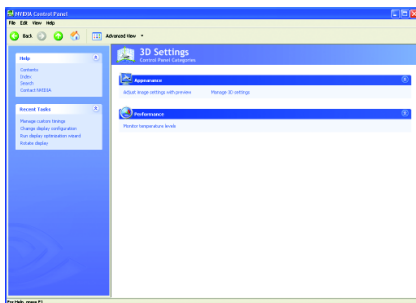 NVIDIA Control Panel
File Edit View Help
Back Advanced View
3D Settings
Control Panel Categories
Help
Contents
Index
Search
Contact NVIDIA
Recent Tasks
Manage custom timings
Change display configuration
Run display optimization wizard
Rotate display
Appearance
Adjust image settings with preview Manage 3D settings
Performance
Monitor temperature levels
For Help, press F1